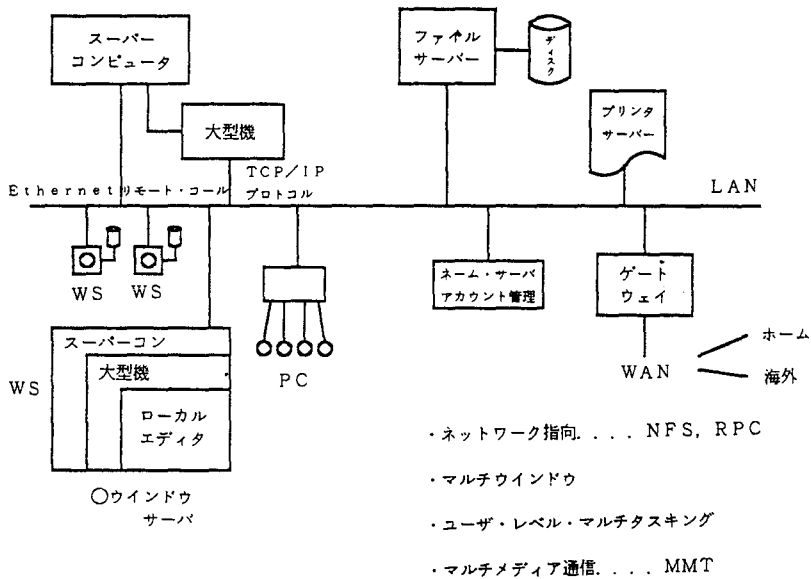 スーパー
コンピュータ
大型機
ファイル
サーバー
ディスク
プリンタ
サーバー
Ethernet リモート・コール
TCP/IP
プロトコル
LAN
WS
WS
PC
ネーム・サーバ
アカウント管理
ゲート
ウェイ
WAN
ホーム
海外
WS
スーパーコン
大型機
ローカル
エディタ
○ウインドウ
サーバ
・ネットワーク指向.... NFS, RPC
・マルチウインドウ
・ユーザ・レベル・マルチタスキング
・マルチメディア通信.... MMT